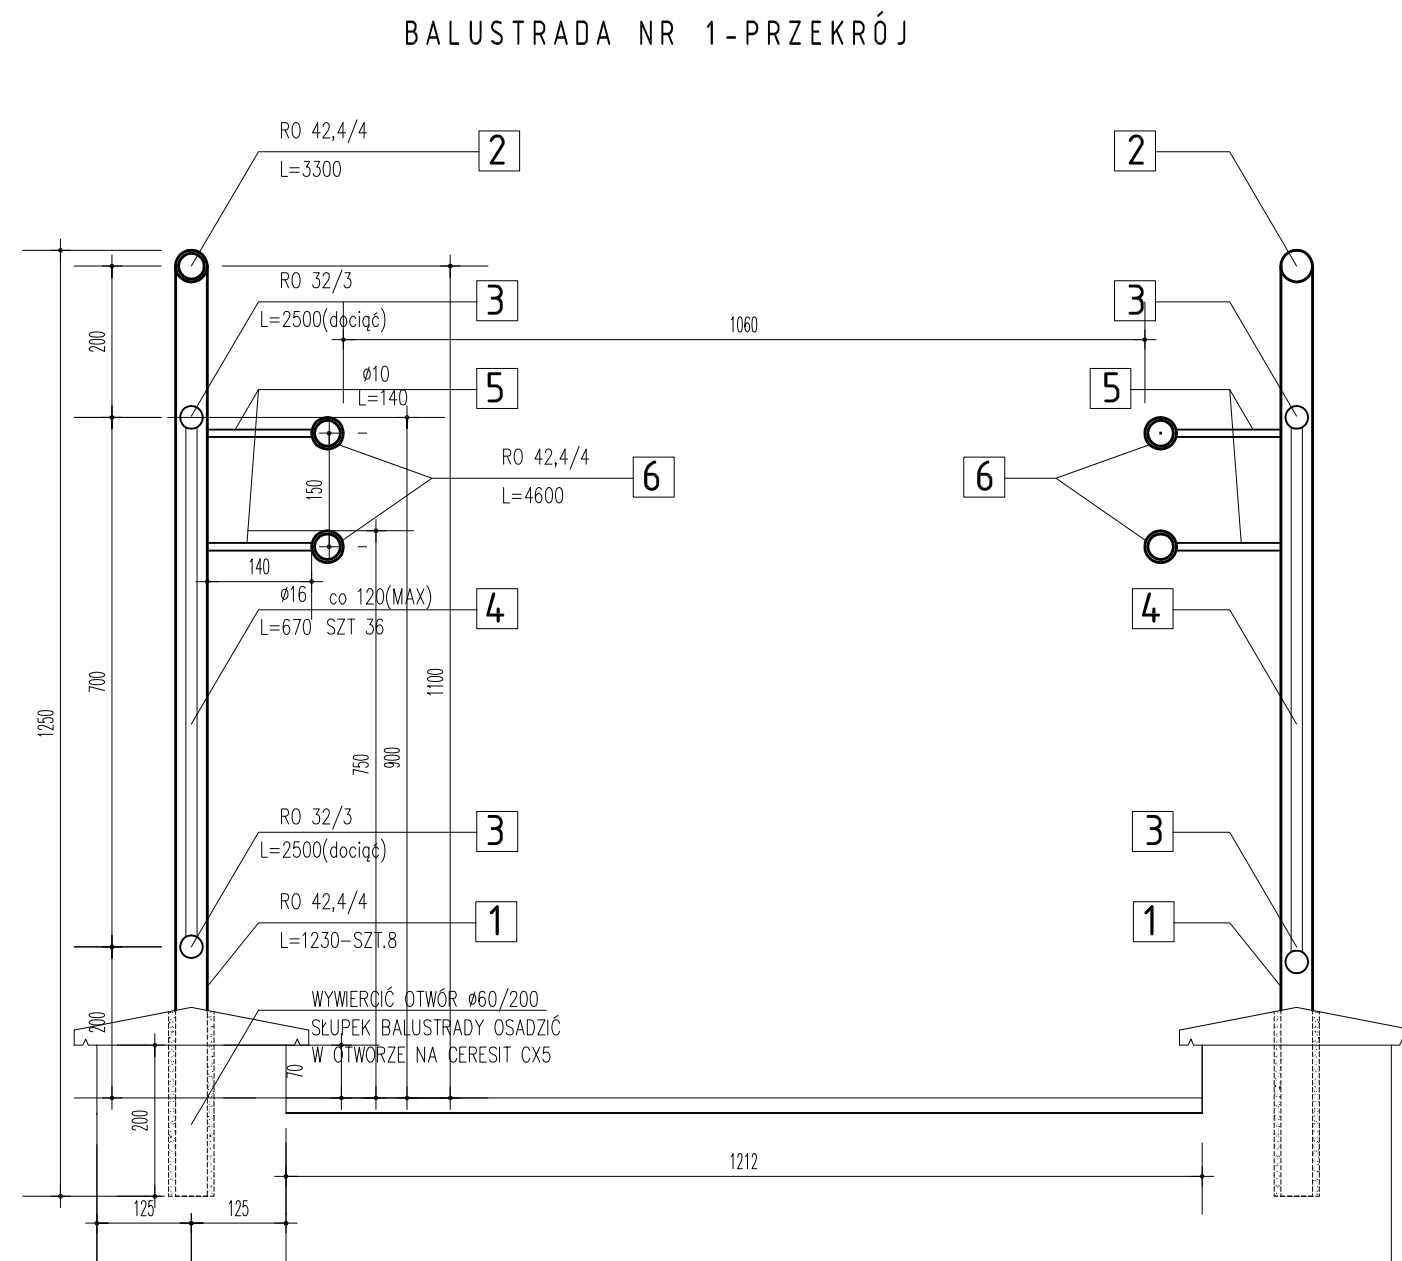 BALUSTRADA NR 1-PRZEKRÓJ
RO 42,4/4
L=3300
2
2
RO 32/3
L=2500(dociąć)
3
3
1060
200
ø10
L=140
5
5
RO 42,4/4
L=4600
6
6
150
140
ø16 co 120(MAX)
L=670 SZT 36
4
4
700
1100
1250
750
900
RO 32/3
L=2500(dociąć)
3
3
RO 42,4/4
L=1230-SZT.8
1
1
WYWIERCIĆ OTWÓR ø60/200
SŁUPEK BALUSTRADY OSADZIĆ
W OTWORZE NA CERESIT CX5
200
70
200
1212
125
125